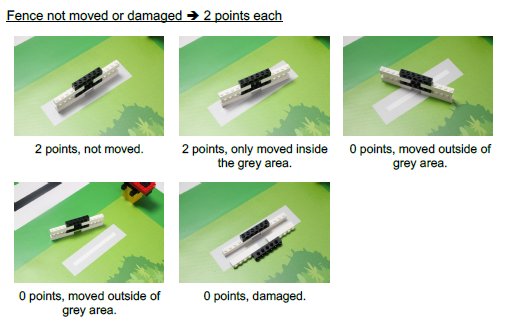 Fence not moved or damaged ➔ 2 points each
2 points, not moved.
2 points, only moved inside
the grey area.
0 points, moved outside of
grey area.
0 points, moved outside of
grey area.
0 points, damaged.